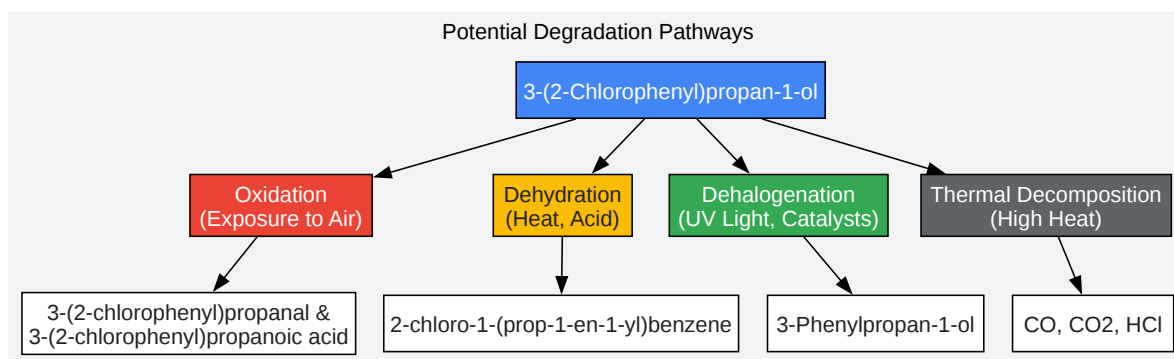 Potential Degradation Pathways
3-(2-Chlorophenyl)propan-1-ol
Oxidation
(Exposure to Air)
Dehydration
(Heat, Acid)
Dehalogenation
(UV Light, Catalysts)
Thermal Decomposition
(High Heat)
3-(2-chlorophenyl)propanal &
3-(2-chlorophenyl)propanoic acid
2-chloro-1-(prop-1-en-1-yl)benzene
3-Phenylpropan-1-ol
CO, CO2, HCl